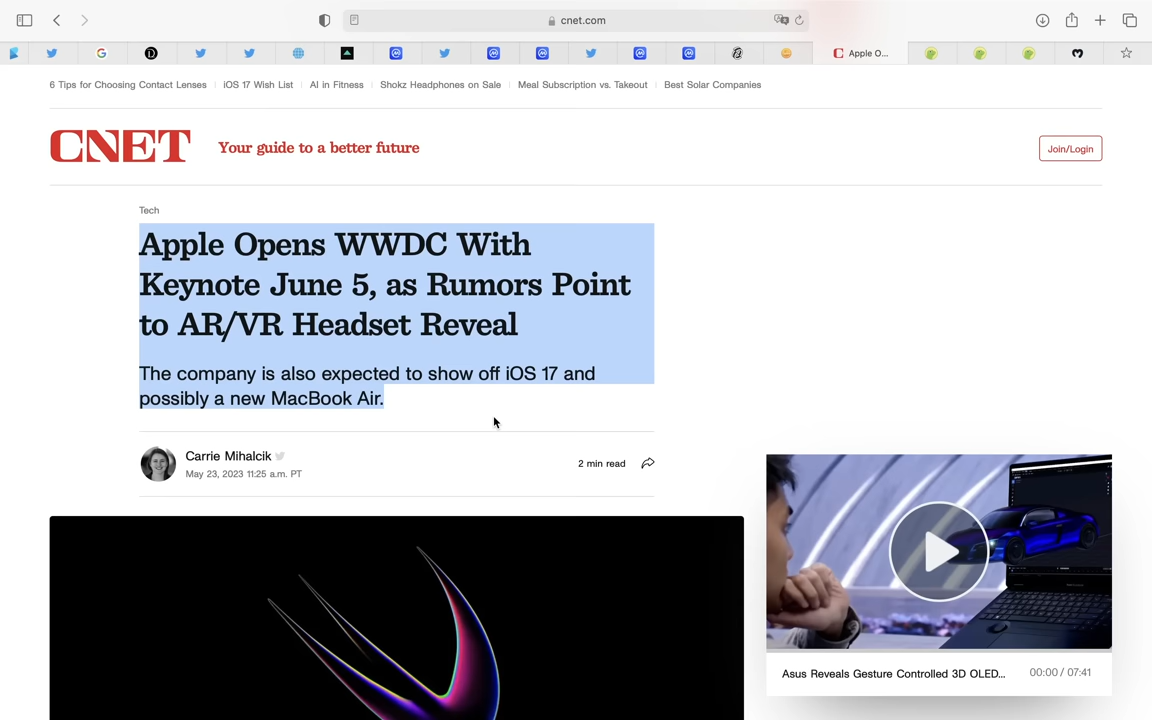 cnet.com
Apple O...
6 Tips for Choosing Contact Lenses
iOS 17 Wish List
AI in Fitness
Shokz Headphones on Sale
Meal Subscription vs. Takeout
Best Solar Companies
CNET
Your guide to a better future
Join/Login
Tech
Apple Opens WWDC With
Keynote June 5, as Rumors Point
to AR/VR Headset Reveal
The company is also expected to show off iOS 17 and
possibly a new MacBook Air.
Carrie Mihalcik
May 23, 2023 11:25 a.m. PT
2 min read
Asus Reveals Gesture Controlled 3D OLED...
00:00 / 07:41